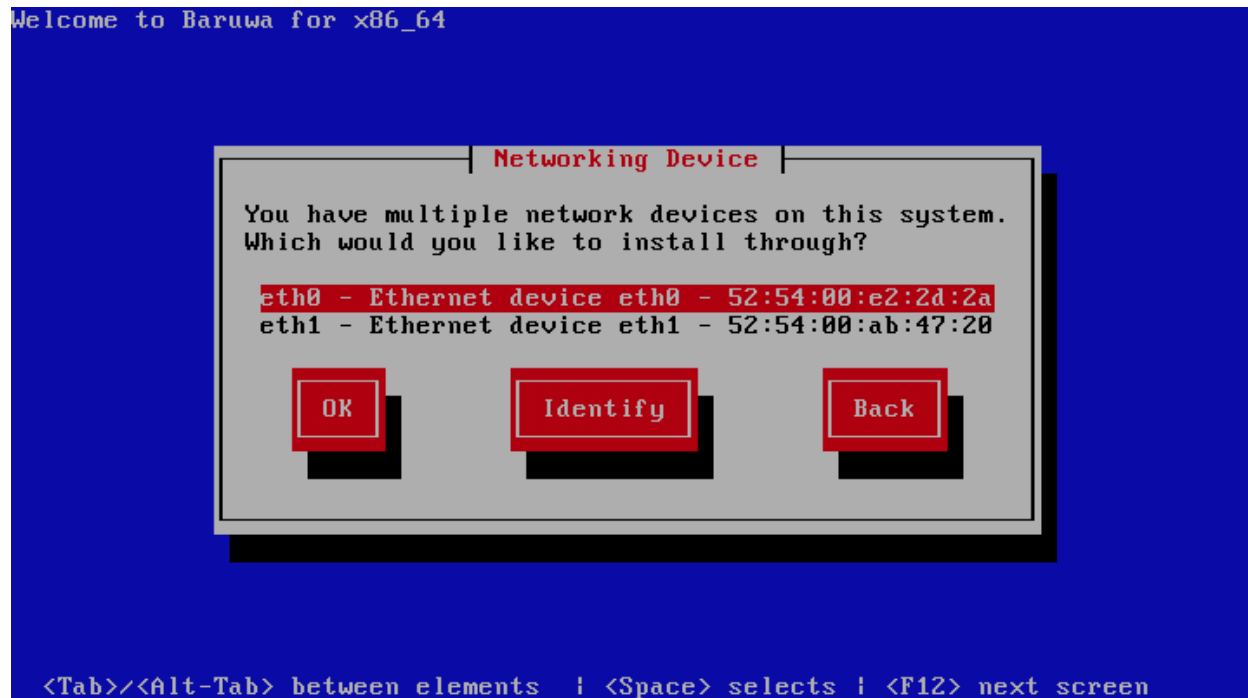 Welcome to Baruwa for x86_64
Networking Device
You have multiple network devices on this system.
Which would you like to install through?
eth0 - Ethernet device eth0 - 52:54:00:e2:2d:2a
eth1 - Ethernet device eth1 - 52:54:00:ab:47:20
OK Identify Back
<Tab>/<Alt-Tab> between elements | <Space> selects | <F12> next screen